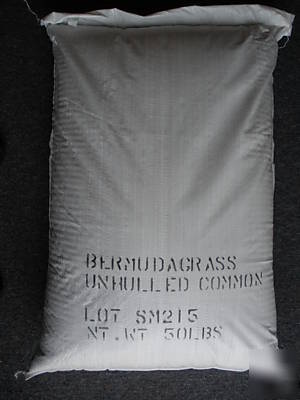 BERMUDAGRASS
UNHULLED COMMON
LOT SM215
NT.WT 50LBS